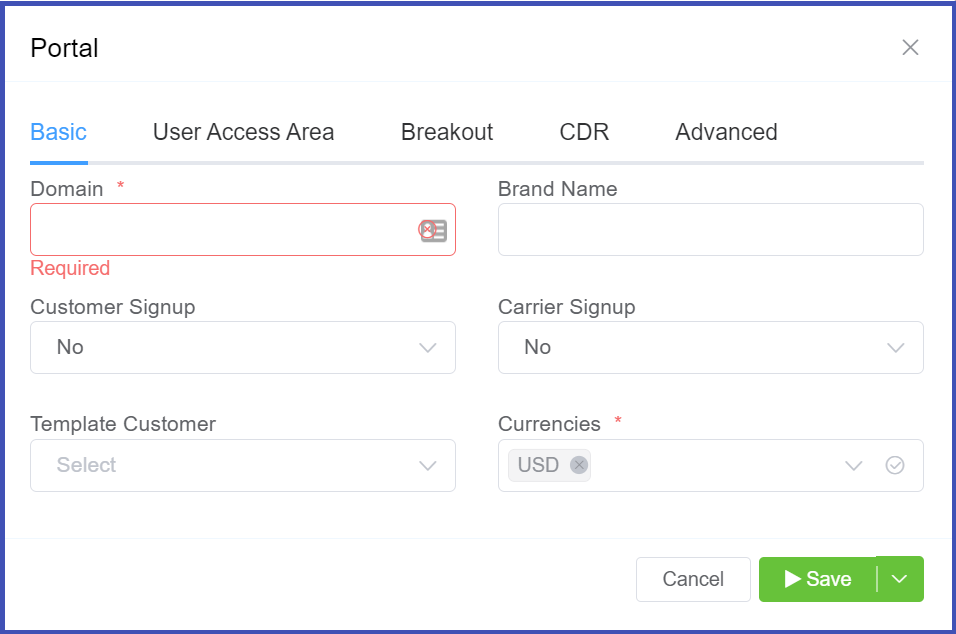 Portal
Basic User Access Area Breakout CDR Advanced
Domain * Brand Name
Required
Customer Signup Carrier Signup
No No
Template Customer Currencies *
Select USD
Cancel Save